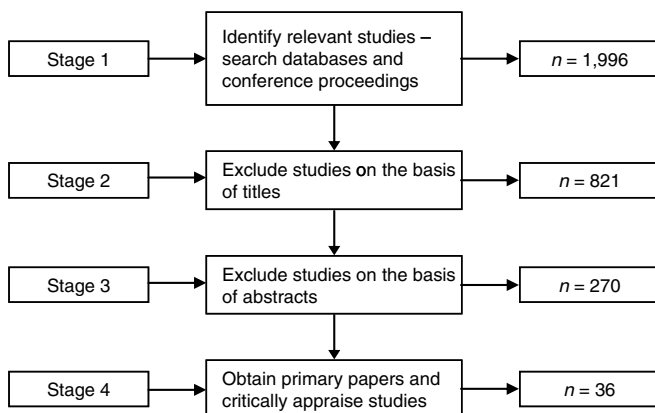 Stage 1
Identify relevant studies –
search databases and
conference proceedings
n = 1,996
Stage 2
Exclude studies on the basis
of titles
n = 821
Stage 3
Exclude studies on the basis
of abstracts
n = 270
Stage 4
Obtain primary papers and
critically appraise studies
n = 36